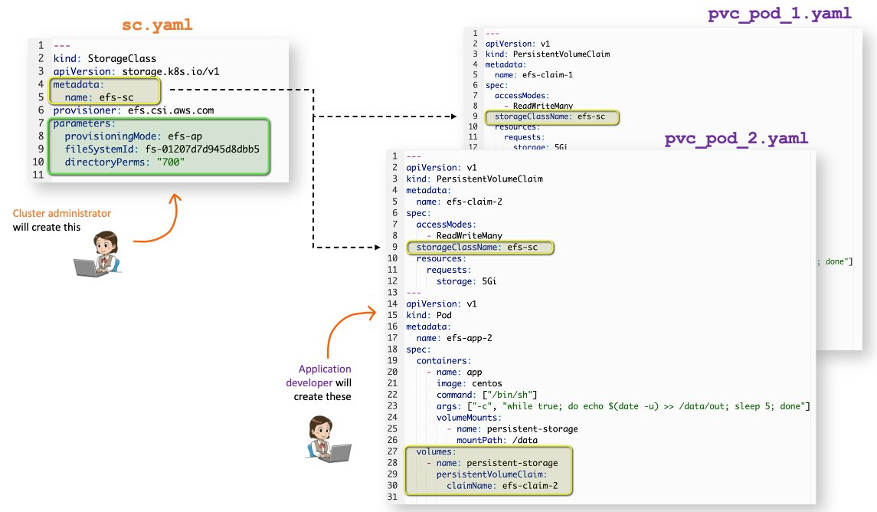 sc.yaml
1 ---
2 kind: StorageClass
3 apiVersion: storage.k8s.io/v1
4 metadata:
5   name: efs-sc
6 provisioner: efs.csi.aws.com
7 parameters:
8   provisioningMode: efs-ap
9   fileSystemId: fs-01207d7d945d8dbb5
10   directoryPerms: "700"
11
Cluster administrator
will create this
pvc_pod_1.yaml
1 ---
2 apiVersion: v1
3 kind: PersistentVolumeClaim
4 metadata:
5   name: efs-claim-1
6 spec:
7   accessModes:
8     - ReadWriteMany
9   storageClassName: efs-sc
10   resources:
11     requests:
12       storage: 5Gi
; done"]
pvc_pod_2.yaml
1 ---
2 apiVersion: v1
3 kind: PersistentVolumeClaim
4 metadata:
5   name: efs-claim-2
6 spec:
7   accessModes:
8     - ReadWriteMany
9   storageClassName: efs-sc
10   resources:
11     requests:
12       storage: 5Gi
13 ---
14 apiVersion: v1
15 kind: Pod
16 metadata:
17   name: efs-app-2
18 spec:
19   containers:
20     - name: app
21       image: centos
22       command: ["/bin/sh"]
23       args: ["-c", "while true; do echo $(date -u) >> /data/out; sleep 5; done"]
24       volumeMounts:
25         - name: persistent-storage
26           mountPath: /data
27   volumes:
28     - name: persistent-storage
29       persistentVolumeClaim:
30         claimName: efs-claim-2
31
Application
developer will
create these